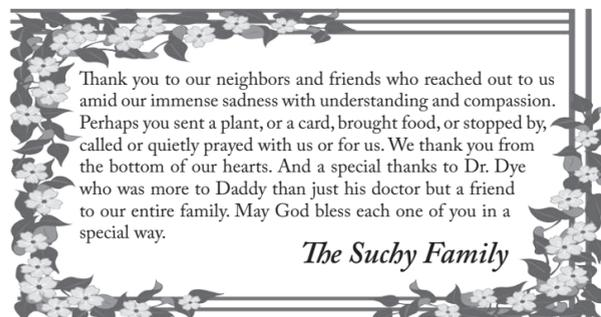 Thank you to our neighbors and friends who reached out to us
amid our immense sadness with understanding and compassion.
Perhaps you sent a plant, or a card, brought food, or stopped by,
called or quietly prayed with us or for us. We thank you from
the bottom of our hearts. And a special thanks to Dr. Dye
who was more to Daddy than just his doctor but a friend
to our entire family. May God bless each one of you in a
special way.
The Suchy Family